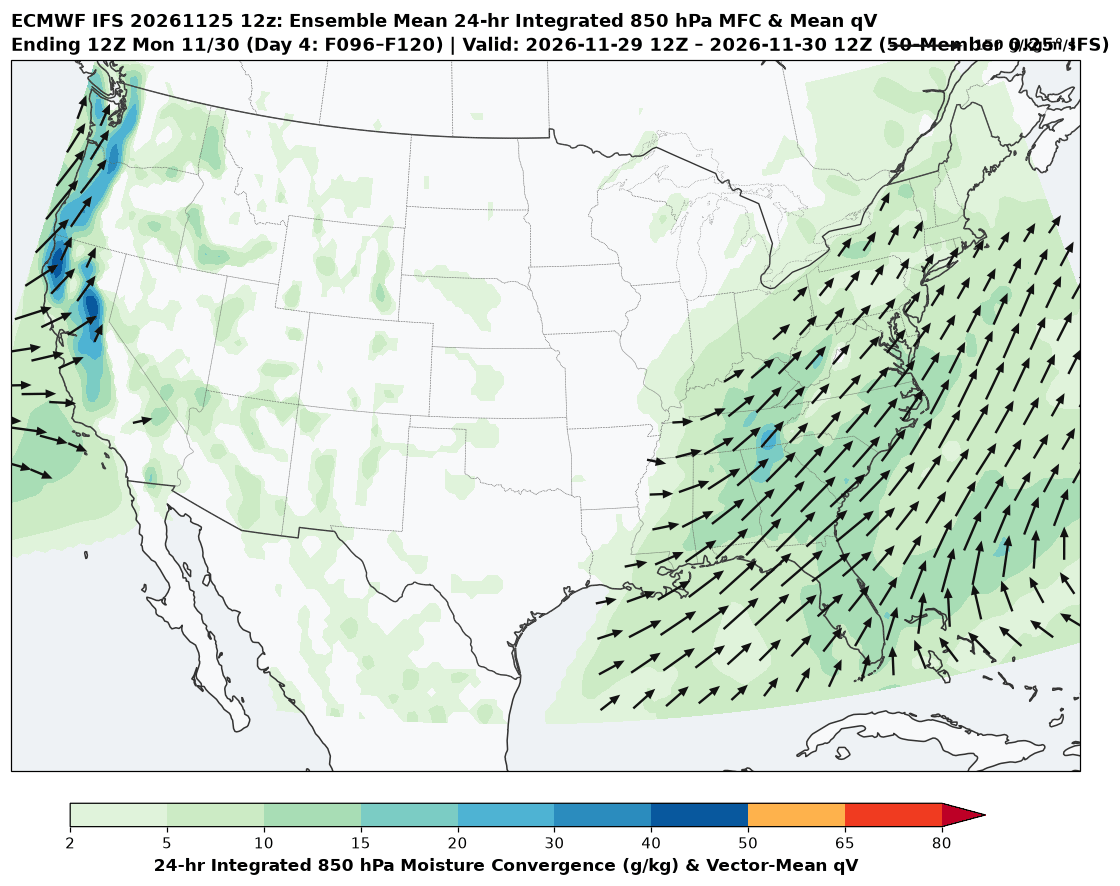 ECMWF IFS 20261125 12z: Ensemble Mean 24-hr Integrated 850 hPa MFC & Mean qV
Ending 12Z Mon 11/30 (Day 4: F096–F120) | Valid: 2026-11-29 12Z – 2026-11-30 12Z (50-Member 0.25° IFS)
2 5 10 15 20 30 40 50 65 80
24-hr Integrated 850 hPa Moisture Convergence (g/kg) & Vector-Mean qV